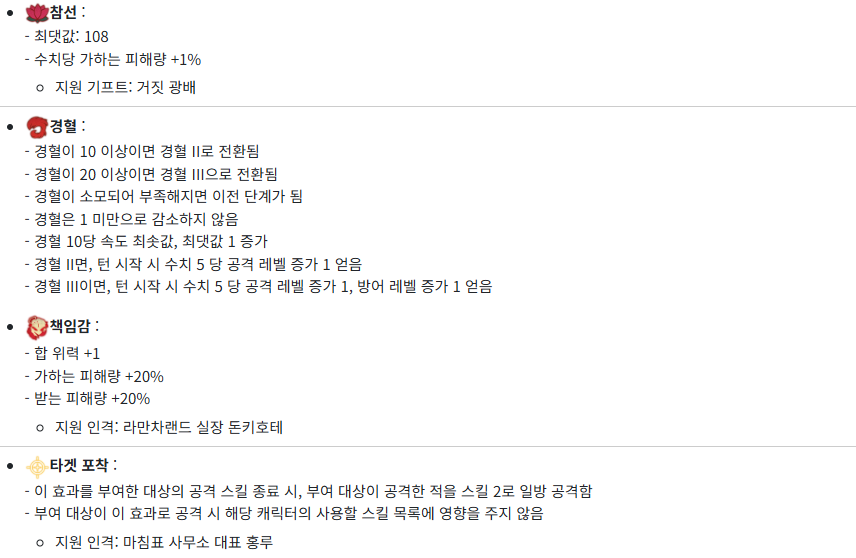 참선 :
- 최댓값: 108
- 수치당 가하는 피해량 +1%
지원 기프트: 거짓 광배
경혈 :
- 경혈이 10 이상이면 경혈 II로 전환됨
- 경혈이 20 이상이면 경혈 III으로 전환됨
- 경혈이 소모되어 부족해지면 이전 단계가 됨
- 경혈은 1 미만으로 감소하지 않음
- 경혈 10당 속도 최솟값, 최댓값 1 증가
- 경혈 II면, 턴 시작 시 수치 5 당 공격 레벨 증가 1 얻음
- 경혈 III이면, 턴 시작 시 수치 5 당 공격 레벨 증가 1, 방어 레벨 증가 1 얻음
책임감 :
- 합 위력 +1
- 가하는 피해량 +20%
- 받는 피해량 +20%
지원 인격: 라만차랜드 실장 돈키호테
타겟 포착 :
- 이 효과를 부여한 대상의 공격 스킬 종료 시, 부여 대상이 공격한 적을 스킬 2로 일방 공격함
- 부여 대상이 이 효과로 공격 시 해당 캐릭터의 사용할 스킬 목록에 영향을 주지 않음
지원 인격: 마침표 사무소 대표 홍루